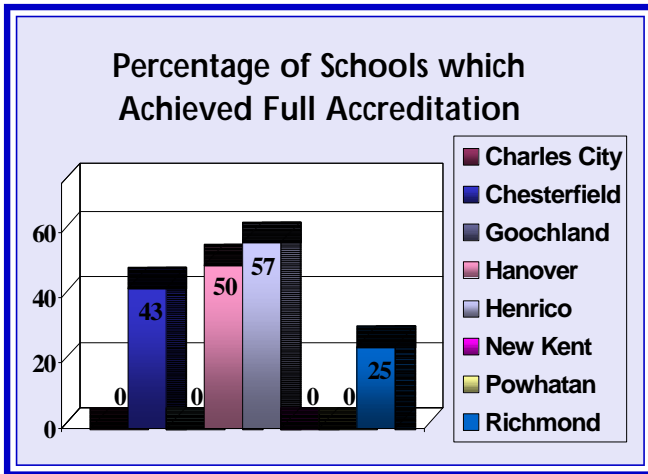 Percentage of Schools which
Achieved Full Accreditation
60
40
20
0
0
43
0
50
57
0
0
25
Charles City
Chesterfield
Goochland
Hanover
Henrico
New Kent
Powhatan
Richmond